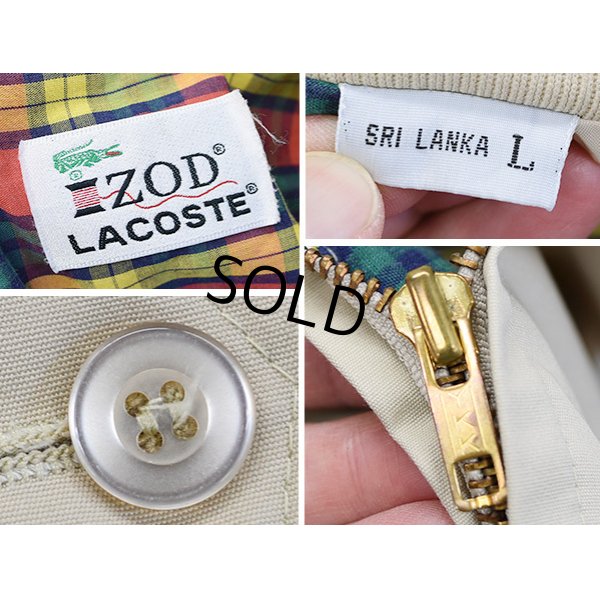 IZOD®
LACOSTE®
SRI LANKA L
SOLD